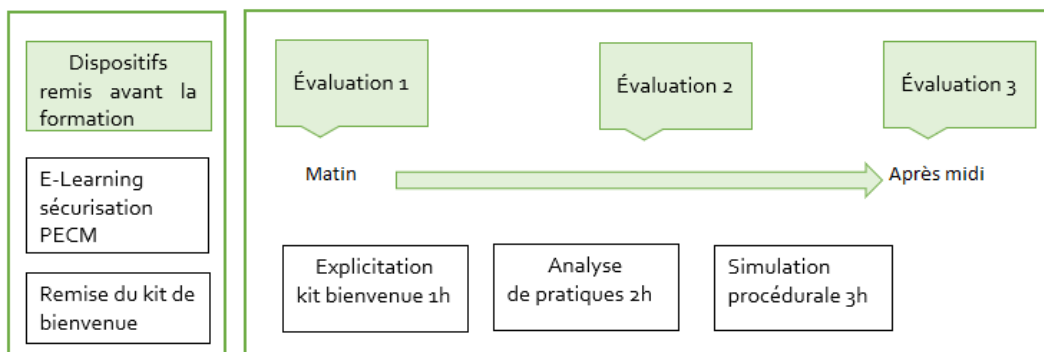 Dispositifs
remis avant la
formation
E-Learning
sécurisation
PECM
Remise du kit de
bienvenue
Évaluation 1
Évaluation 2
Évaluation 3
Matin
Après midi
Explicitation
kit bienvenue 1h
Analyse
de pratiques 2h
Simulation
procédurale 3h